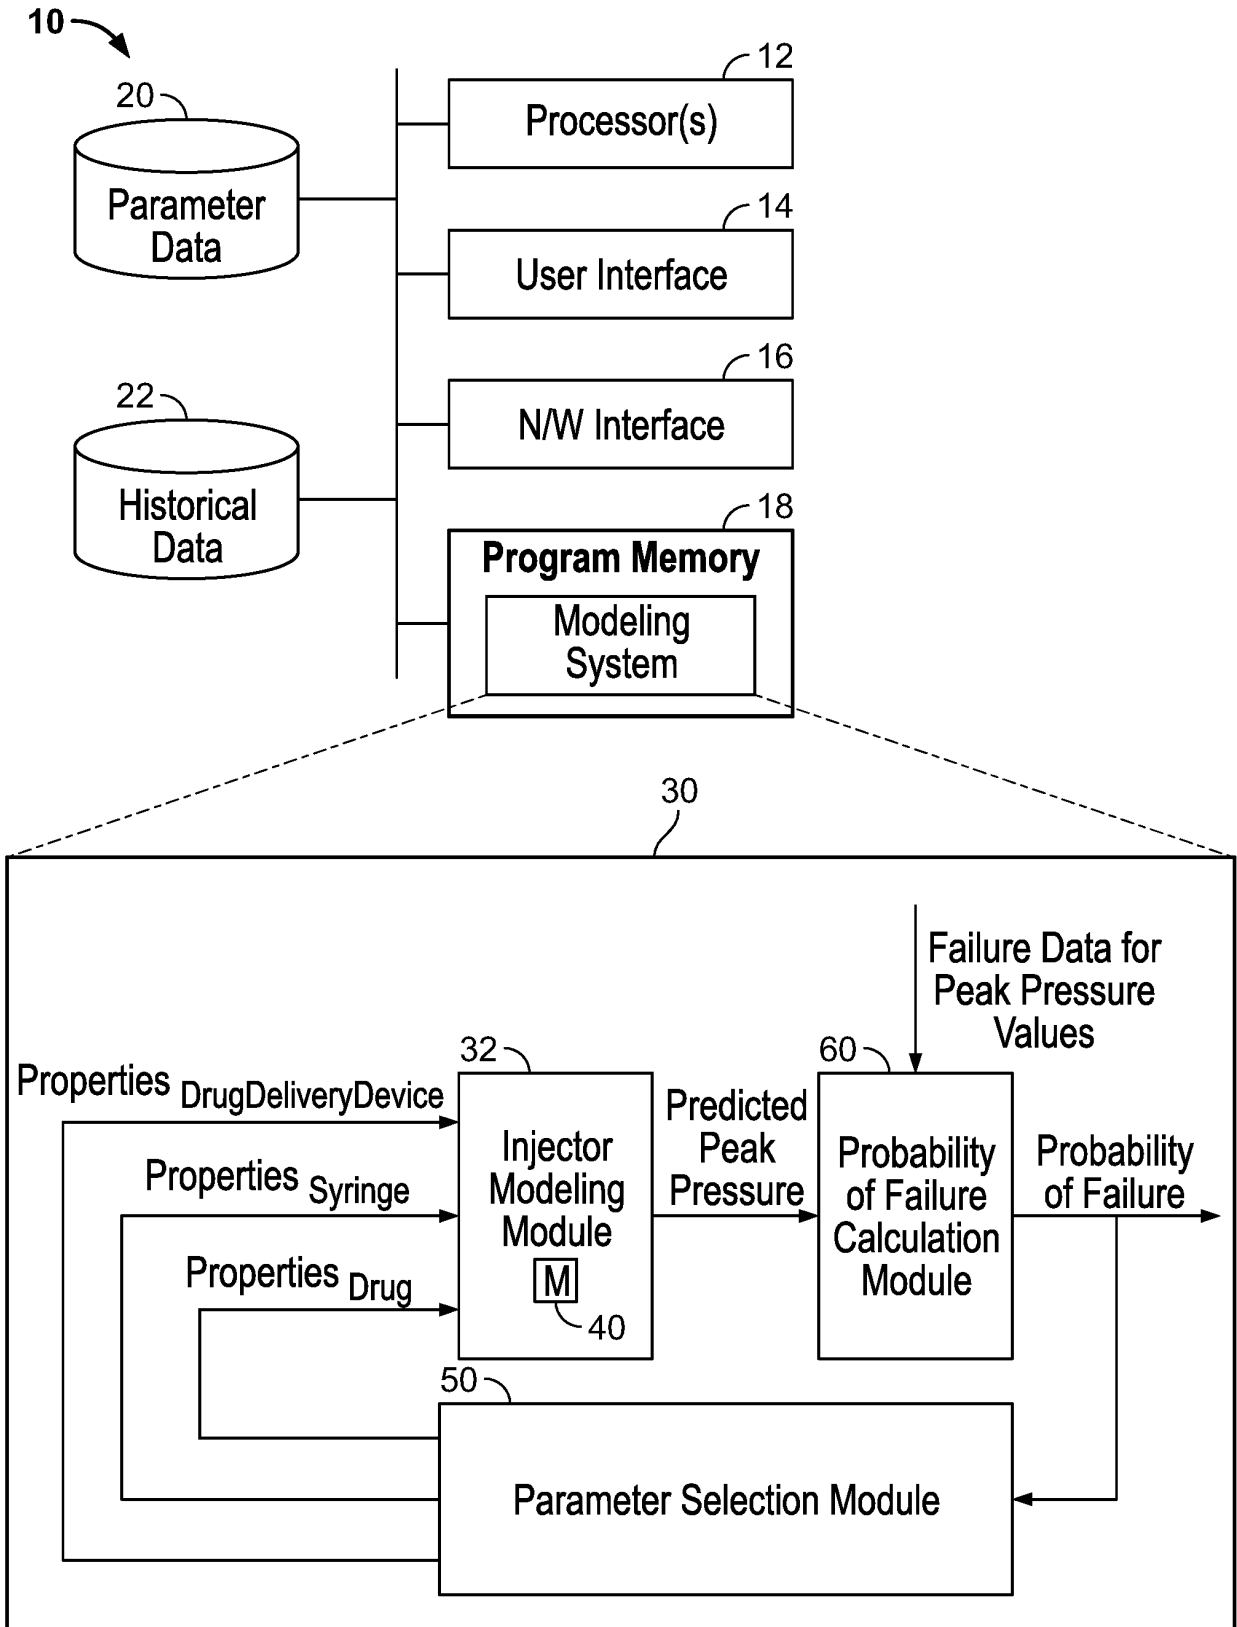 10
20
Parameter
Data
22
Historical
Data
12
Processor(s)
14
User Interface
16
N/W Interface
18
Program Memory
Modeling
System
30
Failure Data for
Peak Pressure
Values
Properties DrugDeliveryDevice
Properties Syringe
Properties Drug
32
Injector
Modeling
Module
M
40
Predicted
Peak
Pressure
60
Probability
of Failure
Calculation
Module
Probability
of Failure
50
Parameter Selection Module